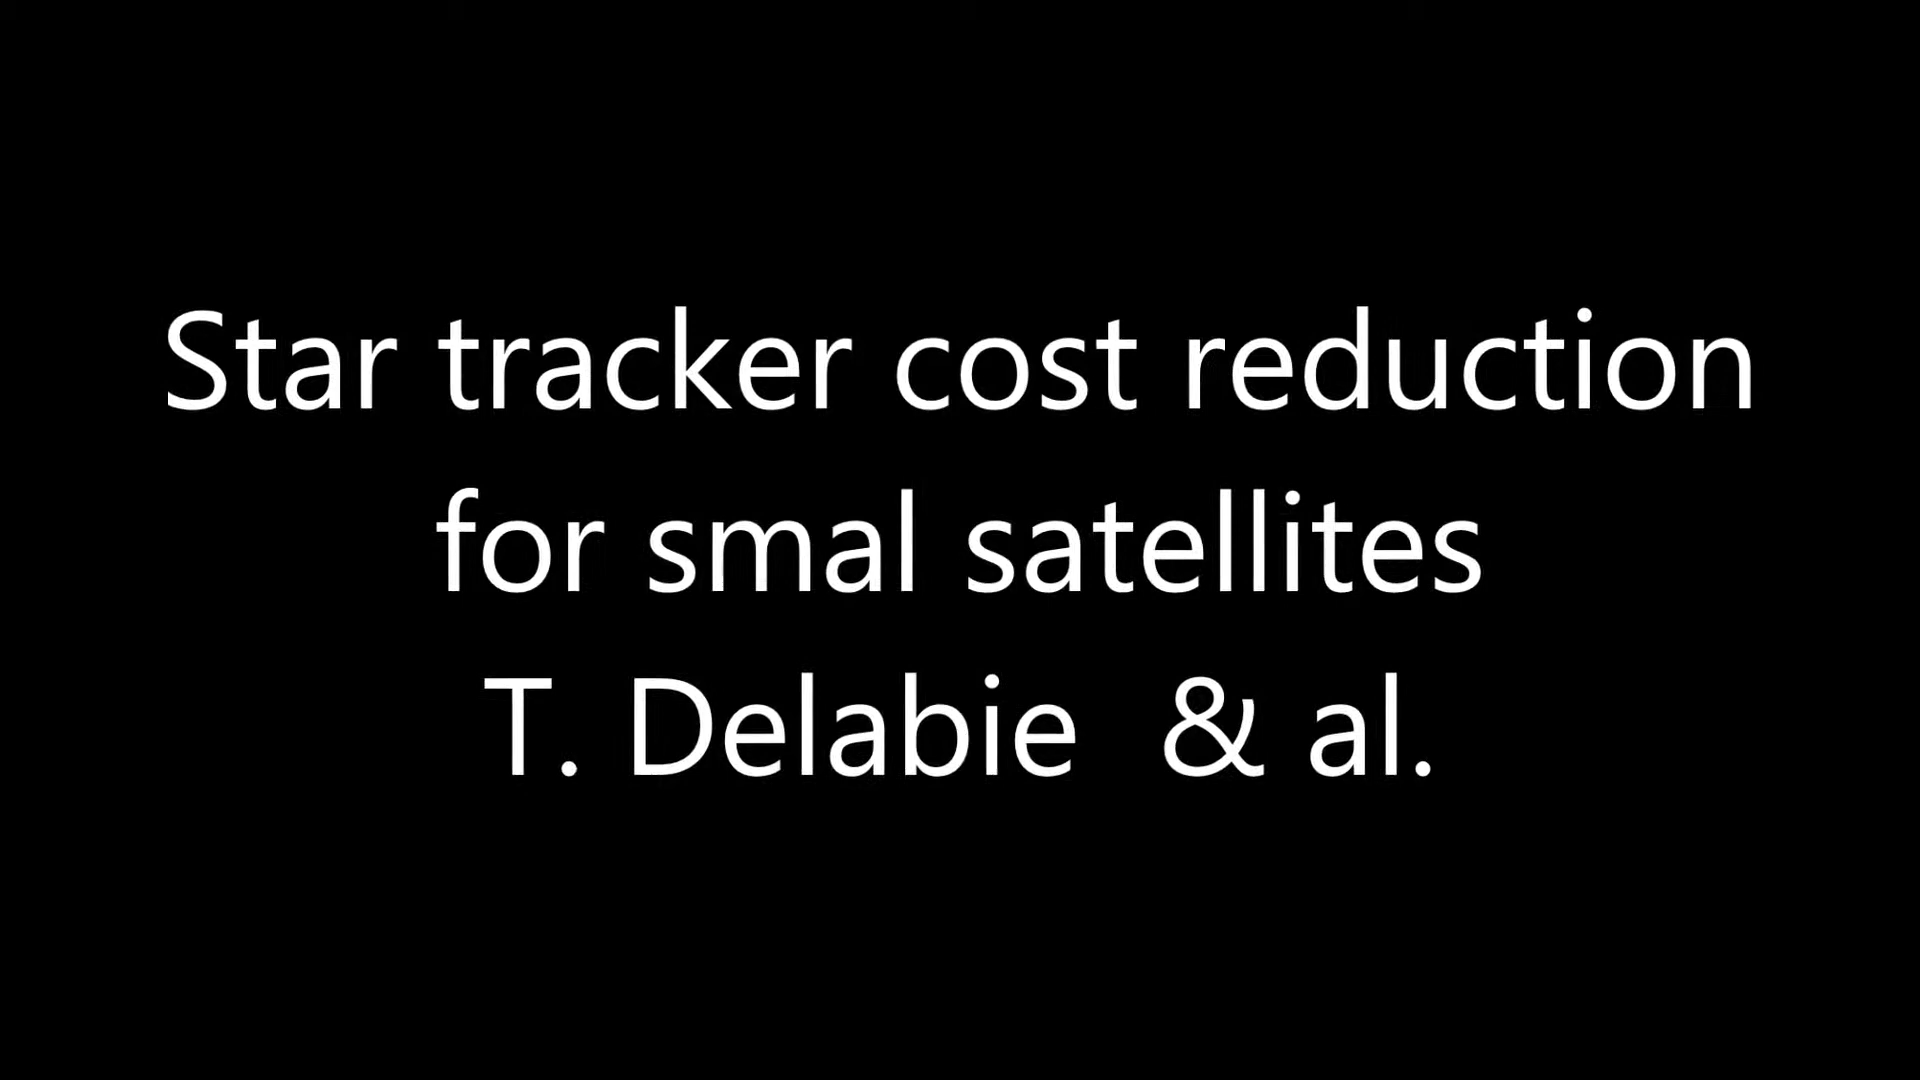 Star tracker cost reduction
for smal satellites
T. Delabie & al.